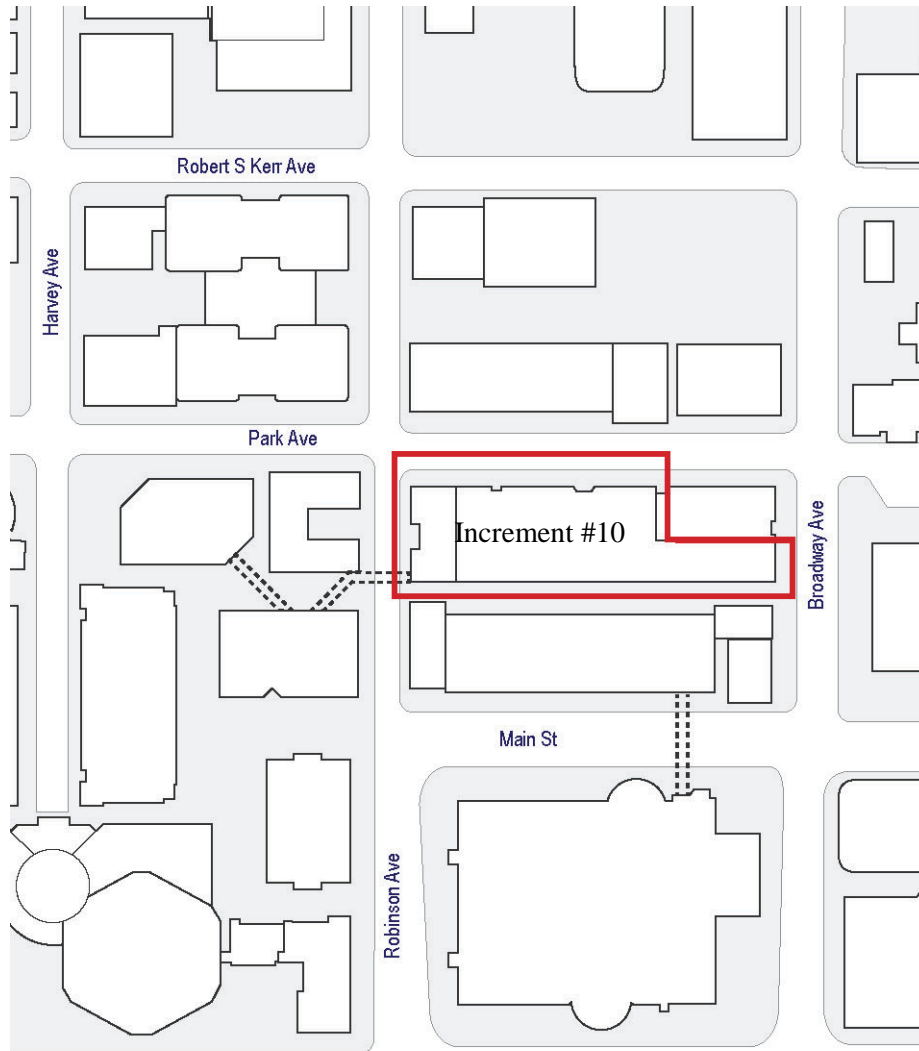 Robert S Kerr Ave
Harvey Ave
Park Ave
Increment #10
Broadway Ave
Main St
Robinson Ave